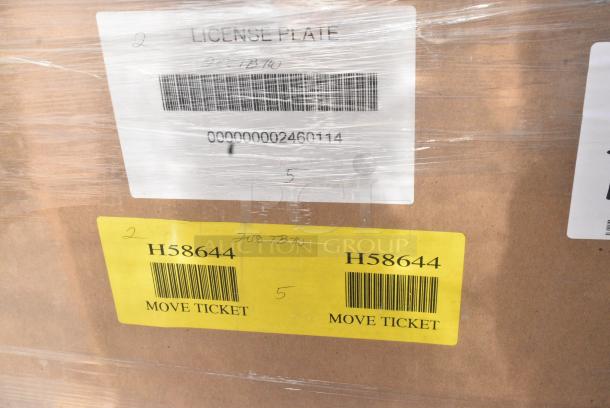 2 LICENSE PLATE
000000002460114
5
PCI
AUCTION GROUP
2
H58644 H58644
5
MOVE TICKET MOVE TICKET